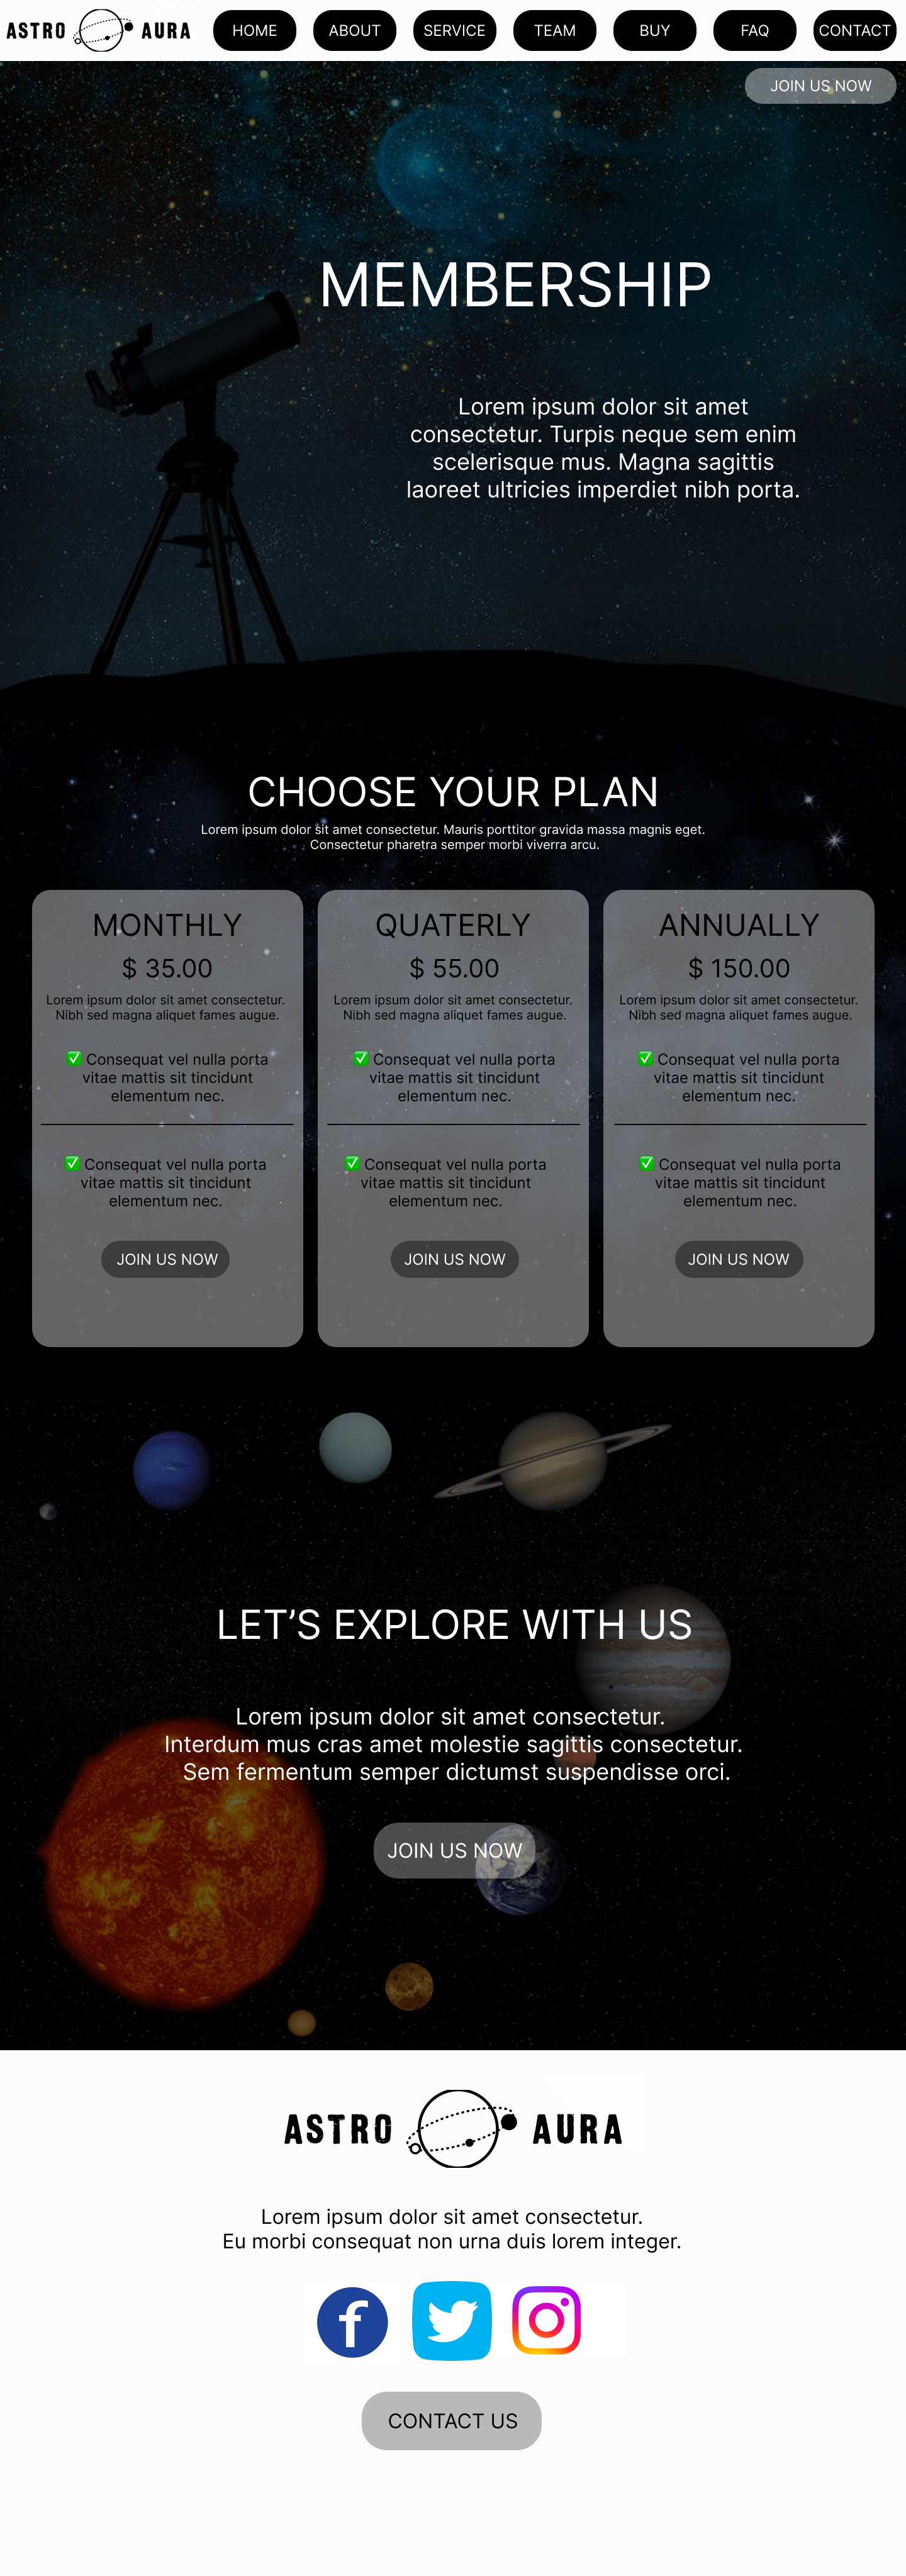 ASTRO AURA
HOME
ABOUT
SERVICE
TEAM
BUY
FAQ
CONTACT
JOIN US NOW
MEMBERSHIP
Lorem ipsum dolor sit amet
consectetur. Turpis neque sem enim
scelerisque mus. Magna sagittis
laoreet ultricies imperdiet nibh porta.
CHOOSE YOUR PLAN
Lorem ipsum dolor sit amet consectetur. Mauris porttitor gravida massa magnis eget.
Consectetur pharetra semper morbi viverra arcu.
MONTHLY
$ 35.00
Lorem ipsum dolor sit amet consectetur.
Nibh sed magna aliquet fames augue.
✅ Consequat vel nulla porta
vitae mattis sit tincidunt
elementum nec.
✅ Consequat vel nulla porta
vitae mattis sit tincidunt
elementum nec.
JOIN US NOW
QUATERLY
$ 55.00
Lorem ipsum dolor sit amet consectetur.
Nibh sed magna aliquet fames augue.
✅ Consequat vel nulla porta
vitae mattis sit tincidunt
elementum nec.
✅ Consequat vel nulla porta
vitae mattis sit tincidunt
elementum nec.
JOIN US NOW
ANNUALLY
$ 150.00
Lorem ipsum dolor sit amet consectetur.
Nibh sed magna aliquet fames augue.
✅ Consequat vel nulla porta
vitae mattis sit tincidunt
elementum nec.
✅ Consequat vel nulla porta
vitae mattis sit tincidunt
elementum nec.
JOIN US NOW
LET’S EXPLORE WITH US
Lorem ipsum dolor sit amet consectetur.
Interdum mus cras amet molestie sagittis consectetur.
Sem fermentum semper dictumst suspendisse orci.
JOIN US NOW
ASTRO AURA
Lorem ipsum dolor sit amet consectetur.
Eu morbi consequat non urna duis lorem integer.
CONTACT US